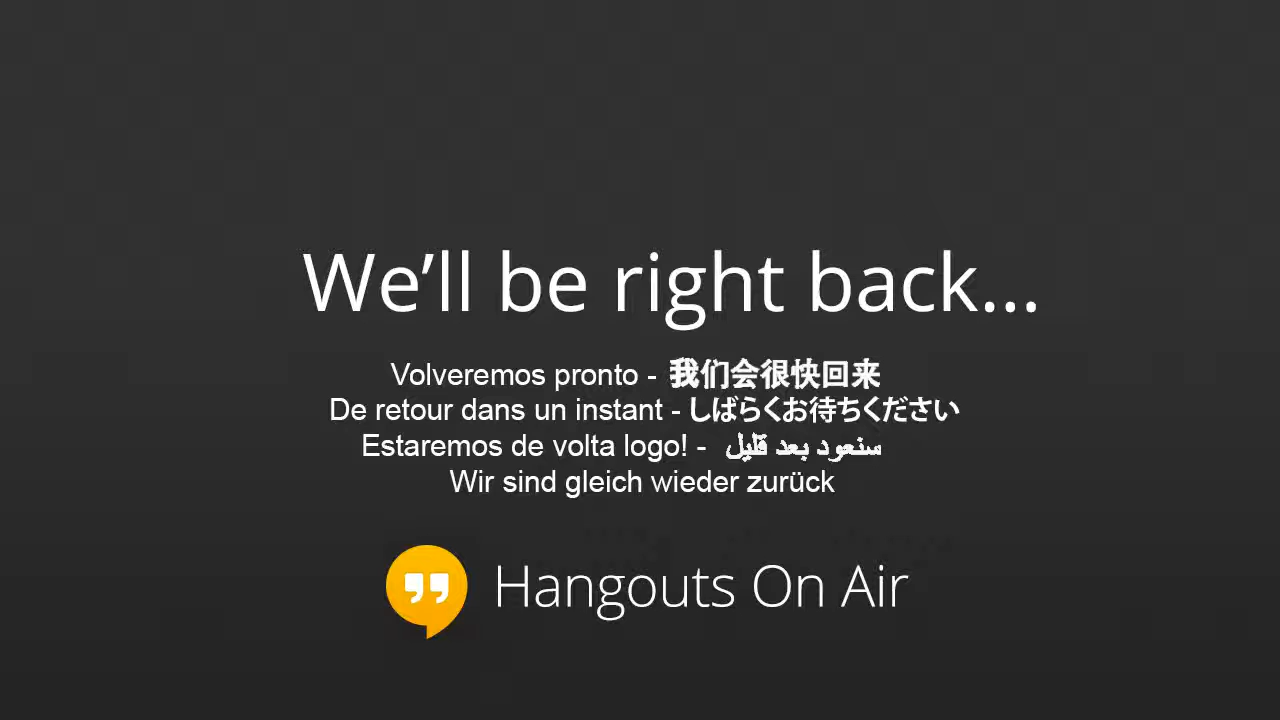 We’ll be right back...
Volveremos pronto - 我们会很快回来
De retour dans un instant - しばらくお待ちください
Estaremos de volta logo! - سنعود بعد قليل
Wir sind gleich wieder zurück
Hangouts On Air